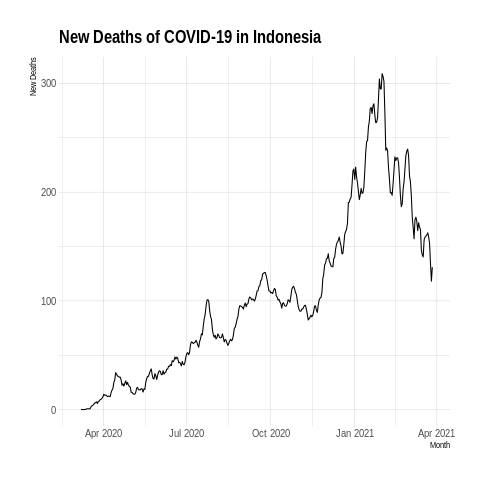 New Deaths of COVID-19 in Indonesia
New Deaths
300
200
100
0
Apr 2020 Jul 2020 Oct 2020 Jan 2021 Apr 2021
Month